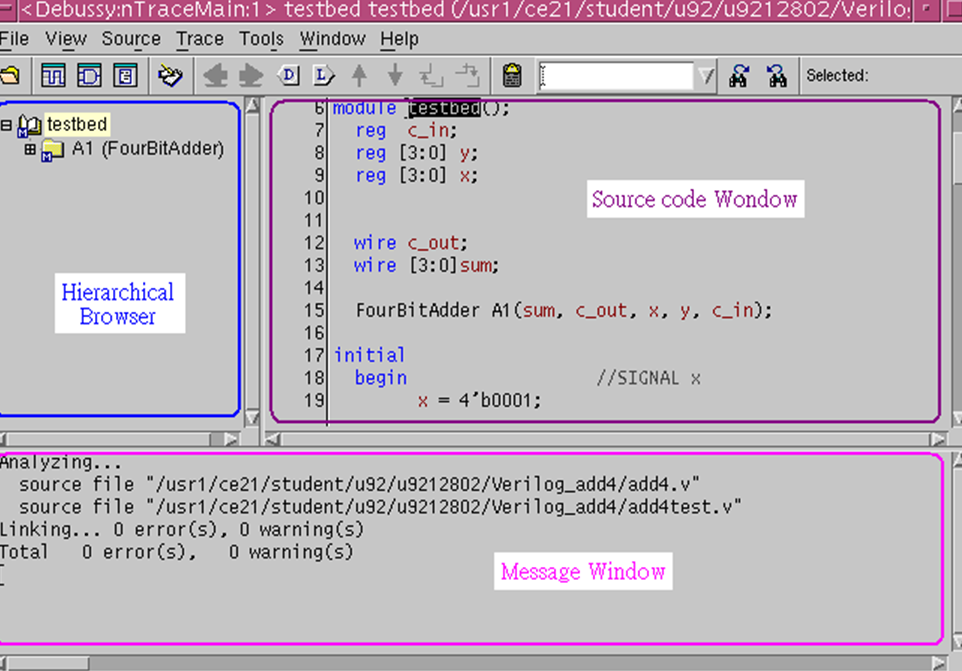 <Debussy:nTraceMain:1> testbed testbed (/usr1/ce21/student/u92/u9212802/Verilog
File View Source Trace Tools Window Help
D L Selected:
testbed
A1 (FourBitAdder)
Hierarchical
Browser
6 module testbed();
7 reg c_in;
8 reg [3:0] y;
9 reg [3:0] x;
10
11
12 wire c_out;
13 wire [3:0]sum;
14
15 FourBitAdder A1(sum, c_out, x, y, c_in);
16
17 initial
18 begin //SIGNAL x
19 x = 4'b0001;
Source code Wondow
Analyzing...
source file "/usr1/ce21/student/u92/u9212802/Verilog_add4/add4.v"
source file "/usr1/ce21/student/u92/u9212802/Verilog_add4/add4test.v"
Linking... 0 error(s), 0 warning(s)
Total 0 error(s), 0 warning(s)
Message Window